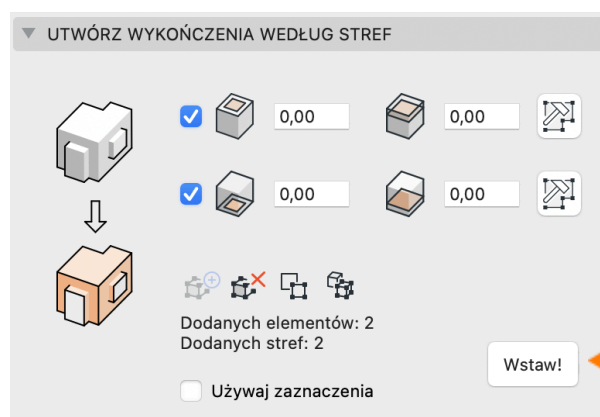 UTWÓRZ WYKOŃCZENIA WEDŁUG STREF
0,00 0,00
0,00 0,00
Dodanych elementów: 2
Dodanych stref: 2
Wstaw!
Używaj zaznaczenia